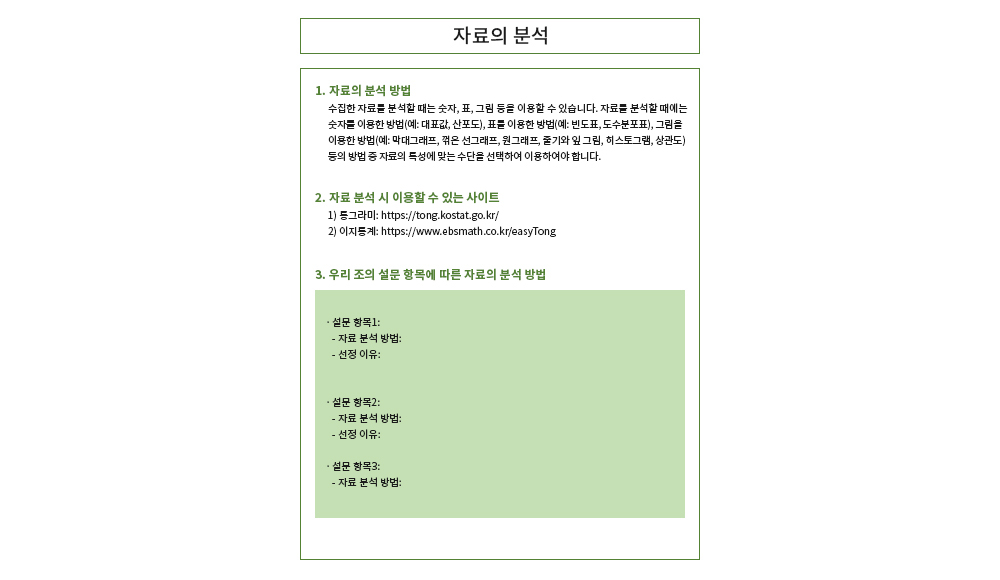 자료의 분석
1. 자료의 분석 방법
수집한 자료를 분석할 때는 숫자, 표, 그림 등을 이용할 수 있습니다. 자료를 분석할 때에는
숫자를 이용한 방법(예: 대표값, 산포도), 표를 이용한 방법(예: 빈도표, 도수분포표), 그림을
이용한 방법(예: 막대그래프, 꺾은 선그래프, 원그래프, 줄기와 잎 그림, 히스토그램, 상관도)
등의 방법 중 자료의 특성에 맞는 수단을 선택하여 이용하여야 합니다.
2. 자료 분석 시 이용할 수 있는 사이트
1) 통그라미: https://tong.kostat.go.kr/
2) 이지통계: https://www.ebsmath.co.kr/easyTong
3. 우리 조의 설문 항목에 따른 자료의 분석 방법
· 설문 항목1:
- 자료 분석 방법:
- 선정 이유:
· 설문 항목2:
- 자료 분석 방법:
- 선정 이유:
· 설문 항목3:
- 자료 분석 방법: